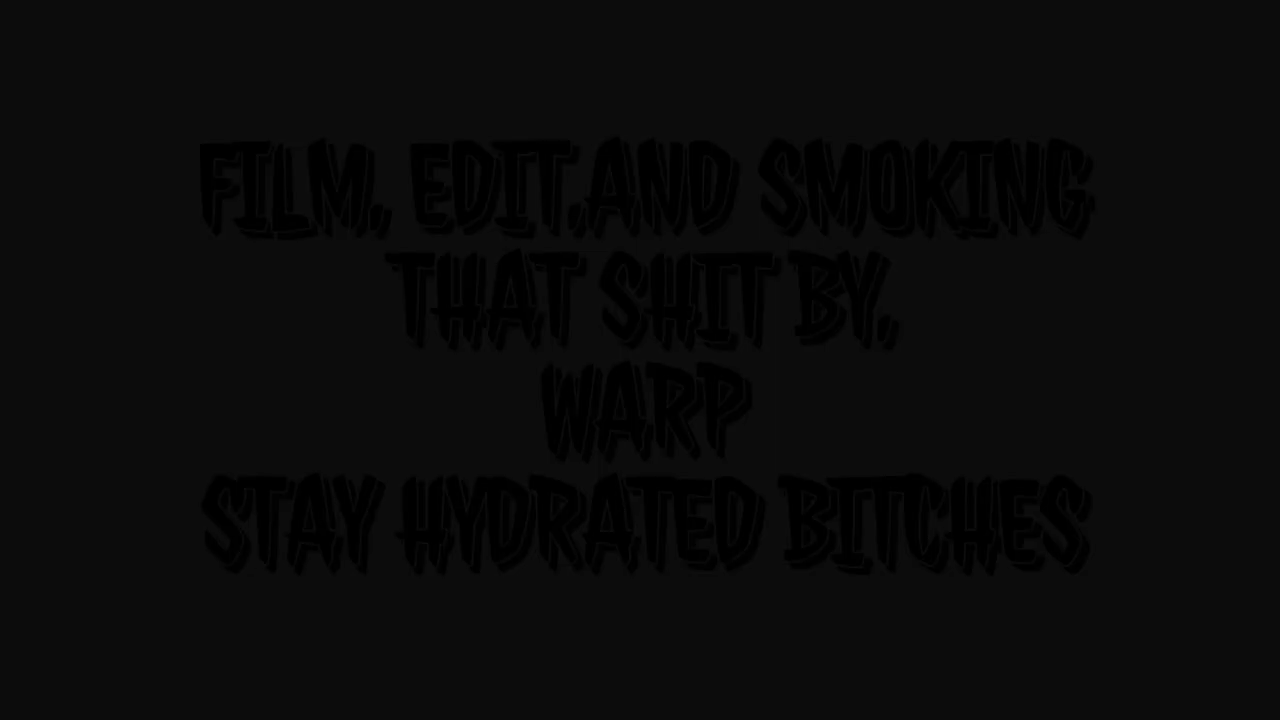 FILM, EDIT,AND SMOKING
THAT SHIT BY,
WARP
STAY HYDRATED BITCHES